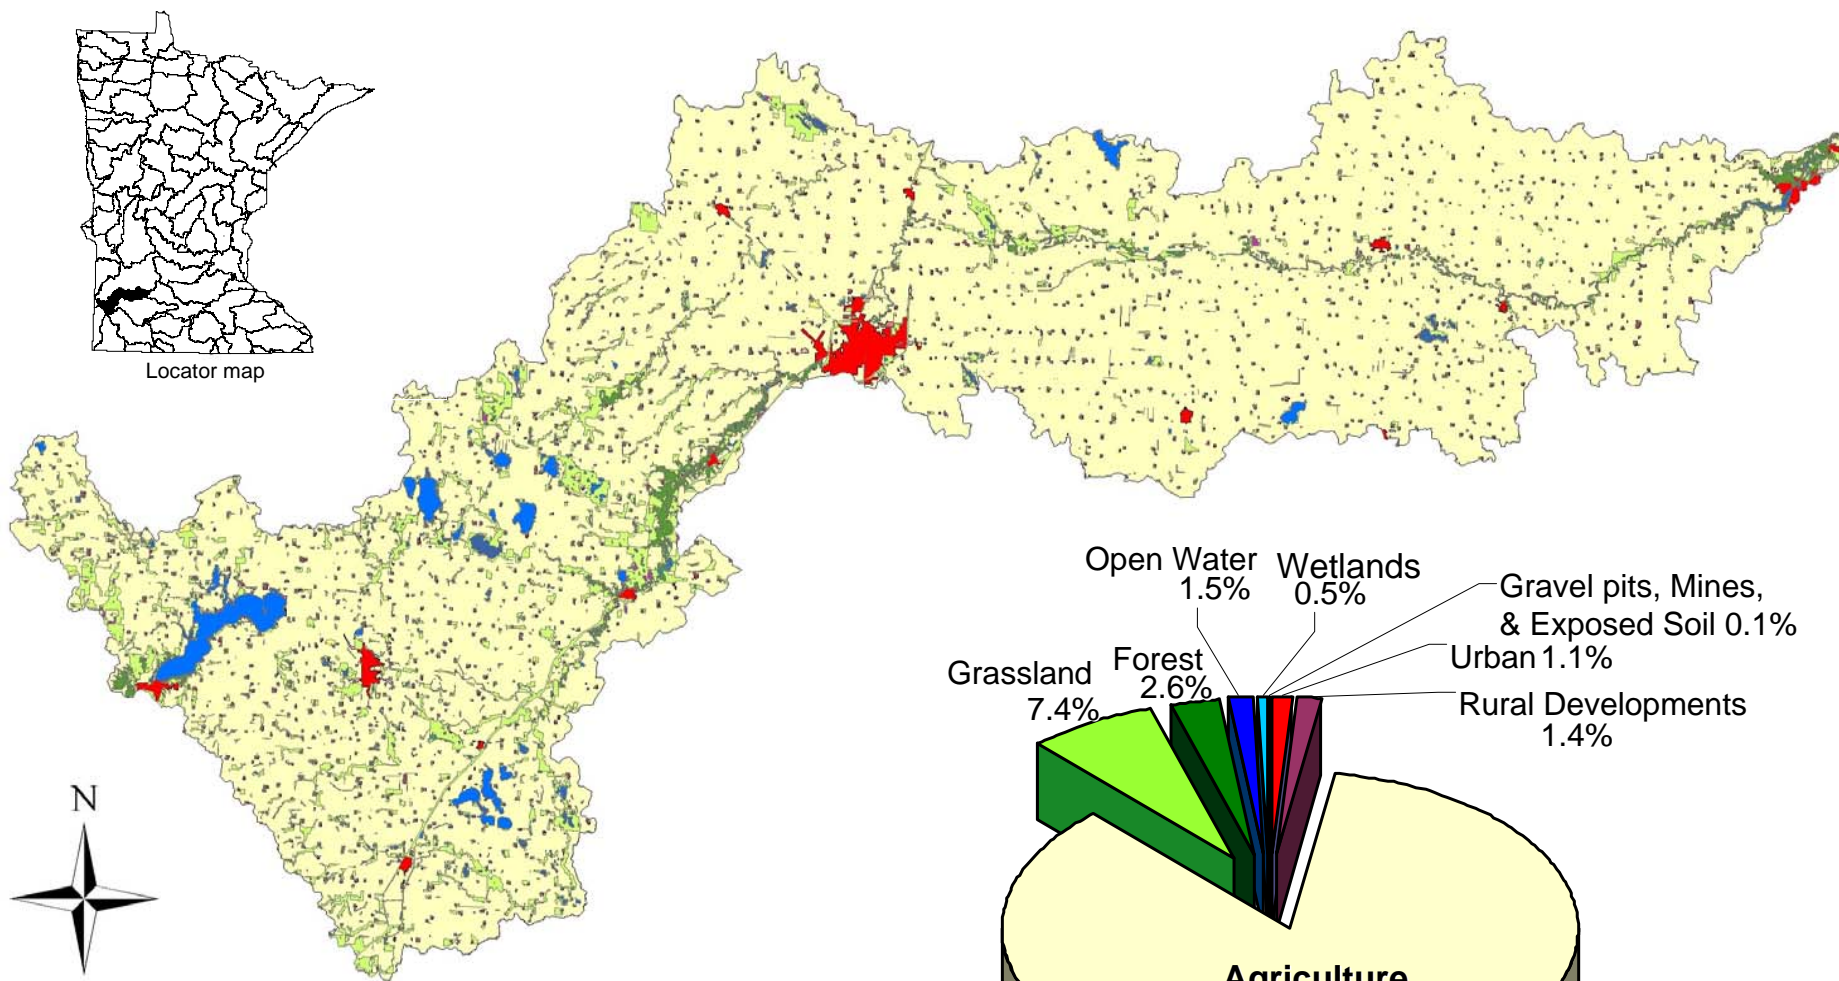 Locator map
N
Open Water
1.5%
Wetlands
0.5%
Gravel pits, Mines,
& Exposed Soil 0.1%
Urban 1.1%
Grassland
7.4%
Forest
2.6%
Rural Developments
1.4%
Agriculture